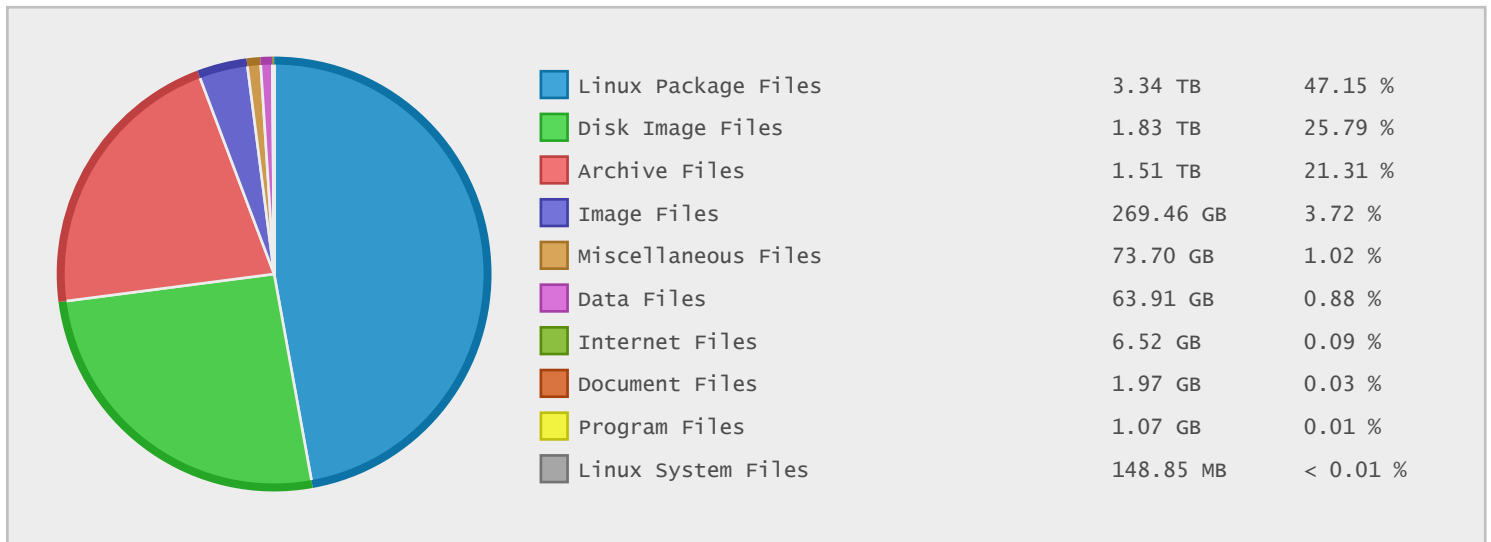 Linux Package Files 3.34 TB 47.15 %
Disk Image Files 1.83 TB 25.79 %
Archive Files 1.51 TB 21.31 %
Image Files 269.46 GB 3.72 %
Miscellaneous Files 73.70 GB 1.02 %
Data Files 63.91 GB 0.88 %
Internet Files 6.52 GB 0.09 %
Document Files 1.97 GB 0.03 %
Program Files 1.07 GB 0.01 %
Linux System Files 148.85 MB < 0.01 %